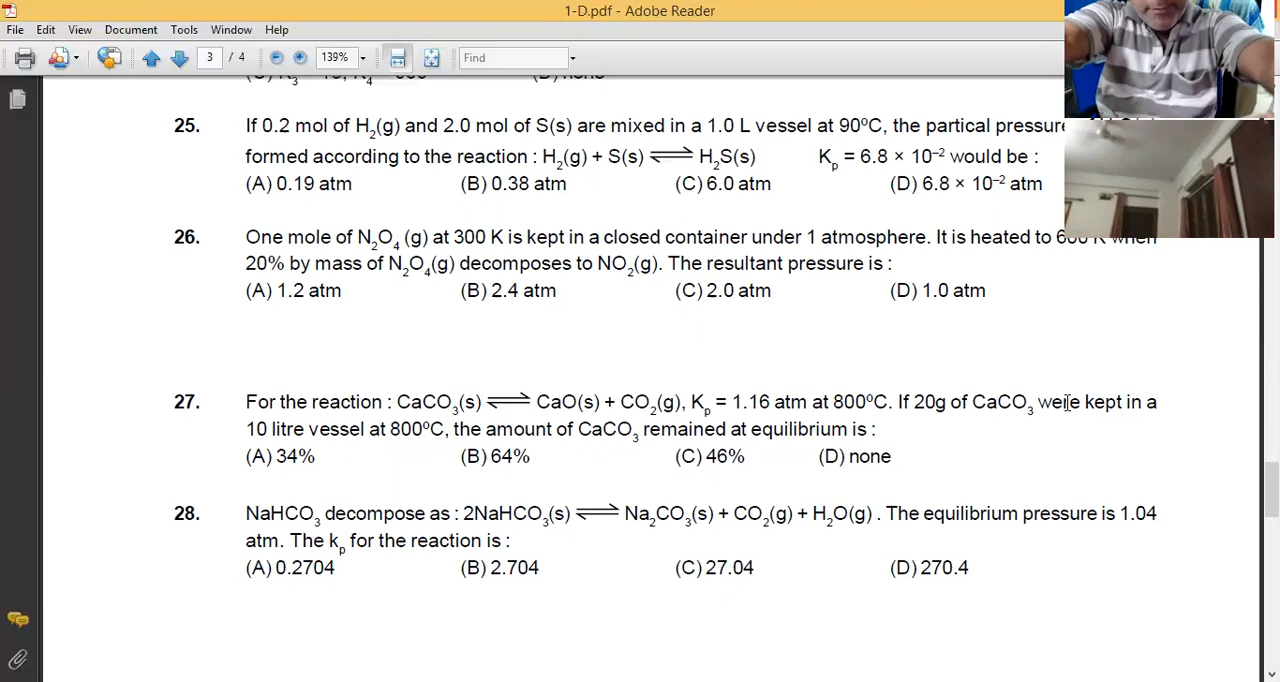 1-D.pdf - Adobe Reader
File Edit View Document Tools Window Help
3 / 4 139% Find
25. If 0.2 mol of H₂(g) and 2.0 mol of S(s) are mixed in a 1.0 L vessel at 90ºC, the partical pressure
formed according to the reaction : H₂(g) + S(s) ⇌ H₂S(s) Kₚ = 6.8 × 10⁻² would be :
(A) 0.19 atm (B) 0.38 atm (C) 6.0 atm (D) 6.8 × 10⁻² atm
26. One mole of N₂O₄ (g) at 300 K is kept in a closed container under 1 atmosphere. It is heated to
20% by mass of N₂O₄(g) decomposes to NO₂(g). The resultant pressure is :
(A) 1.2 atm (B) 2.4 atm (C) 2.0 atm (D) 1.0 atm
27. For the reaction : CaCO₃(s) ⇌ CaO(s) + CO₂(g), Kₚ = 1.16 atm at 800ºC. If 20g of CaCO₃ were kept in a
10 litre vessel at 800ºC, the amount of CaCO₃ remained at equilibrium is :
(A) 34% (B) 64% (C) 46% (D) none
28. NaHCO₃ decompose as : 2NaHCO₃(s) ⇌ Na₂CO₃(s) + CO₂(g) + H₂O(g) . The equilibrium pressure is 1.04
atm. The kₚ for the reaction is :
(A) 0.2704 (B) 2.704 (C) 27.04 (D) 270.4